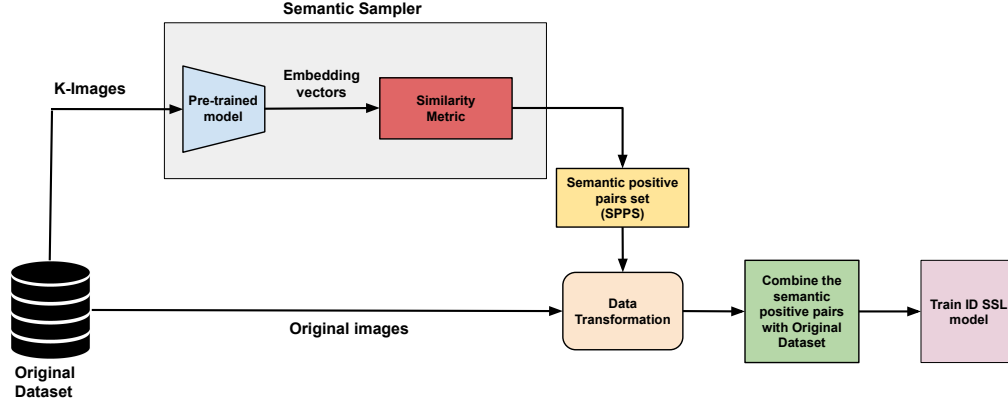 Semantic Sampler
K-Images
Pre-trained
model
Embedding
vectors
Similarity
Metric
Semantic positive
pairs set
(SPPS)
Original
Dataset
Original images
Data
Transformation
Combine the
semantic
positive pairs
with Original
Dataset
Train ID SSL
model